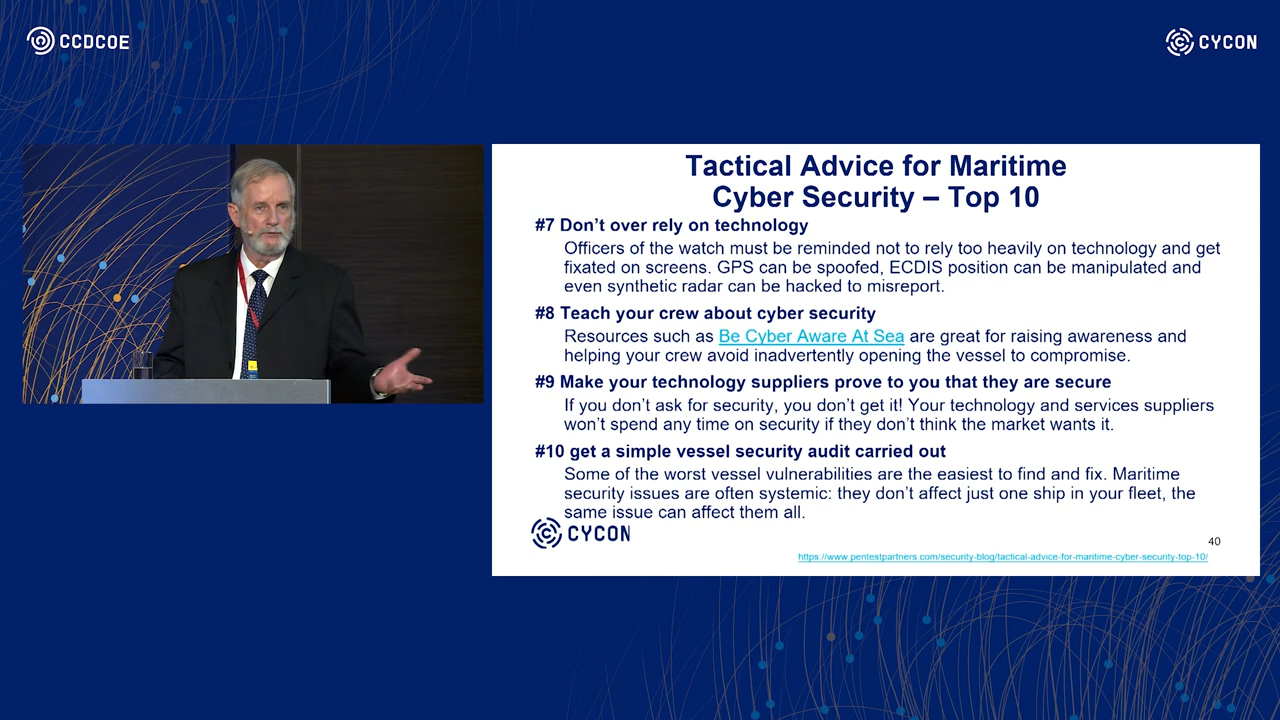 CCDCOE
CYCON
Tactical Advice for Maritime
Cyber Security – Top 10
#7 Don't over rely on technology
Officers of the watch must be reminded not to rely too heavily on technology and get
fixated on screens. GPS can be spoofed, ECDIS position can be manipulated and
even synthetic radar can be hacked to misreport.
#8 Teach your crew about cyber security
Resources such as Be Cyber Aware At Sea are great for raising awareness and
helping your crew avoid inadvertently opening the vessel to compromise.
#9 Make your technology suppliers prove to you that they are secure
If you don't ask for security, you don't get it! Your technology and services suppliers
won't spend any time on security if they don't think the market wants it.
#10 get a simple vessel security audit carried out
Some of the worst vessel vulnerabilities are the easiest to find and fix. Maritime
security issues are often systemic: they don't affect just one ship in your fleet, the
same issue can affect them all.
CYCON
40
https://www.pentestpartners.com/security-blog/tactical-advice-for-maritime-cyber-security-top-10/